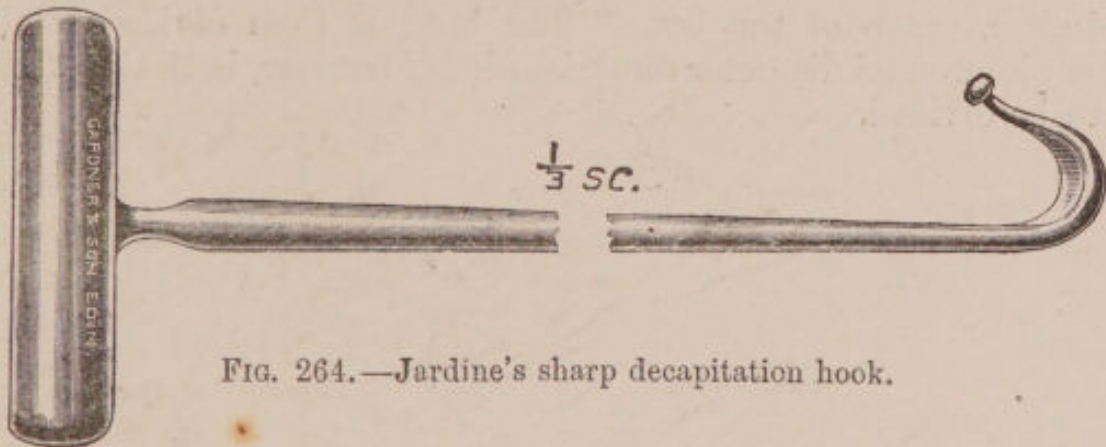 GARDNER & SON EDIN.
1/3 SC.
FIG. 264.—Jardine's sharp decapitation hook.